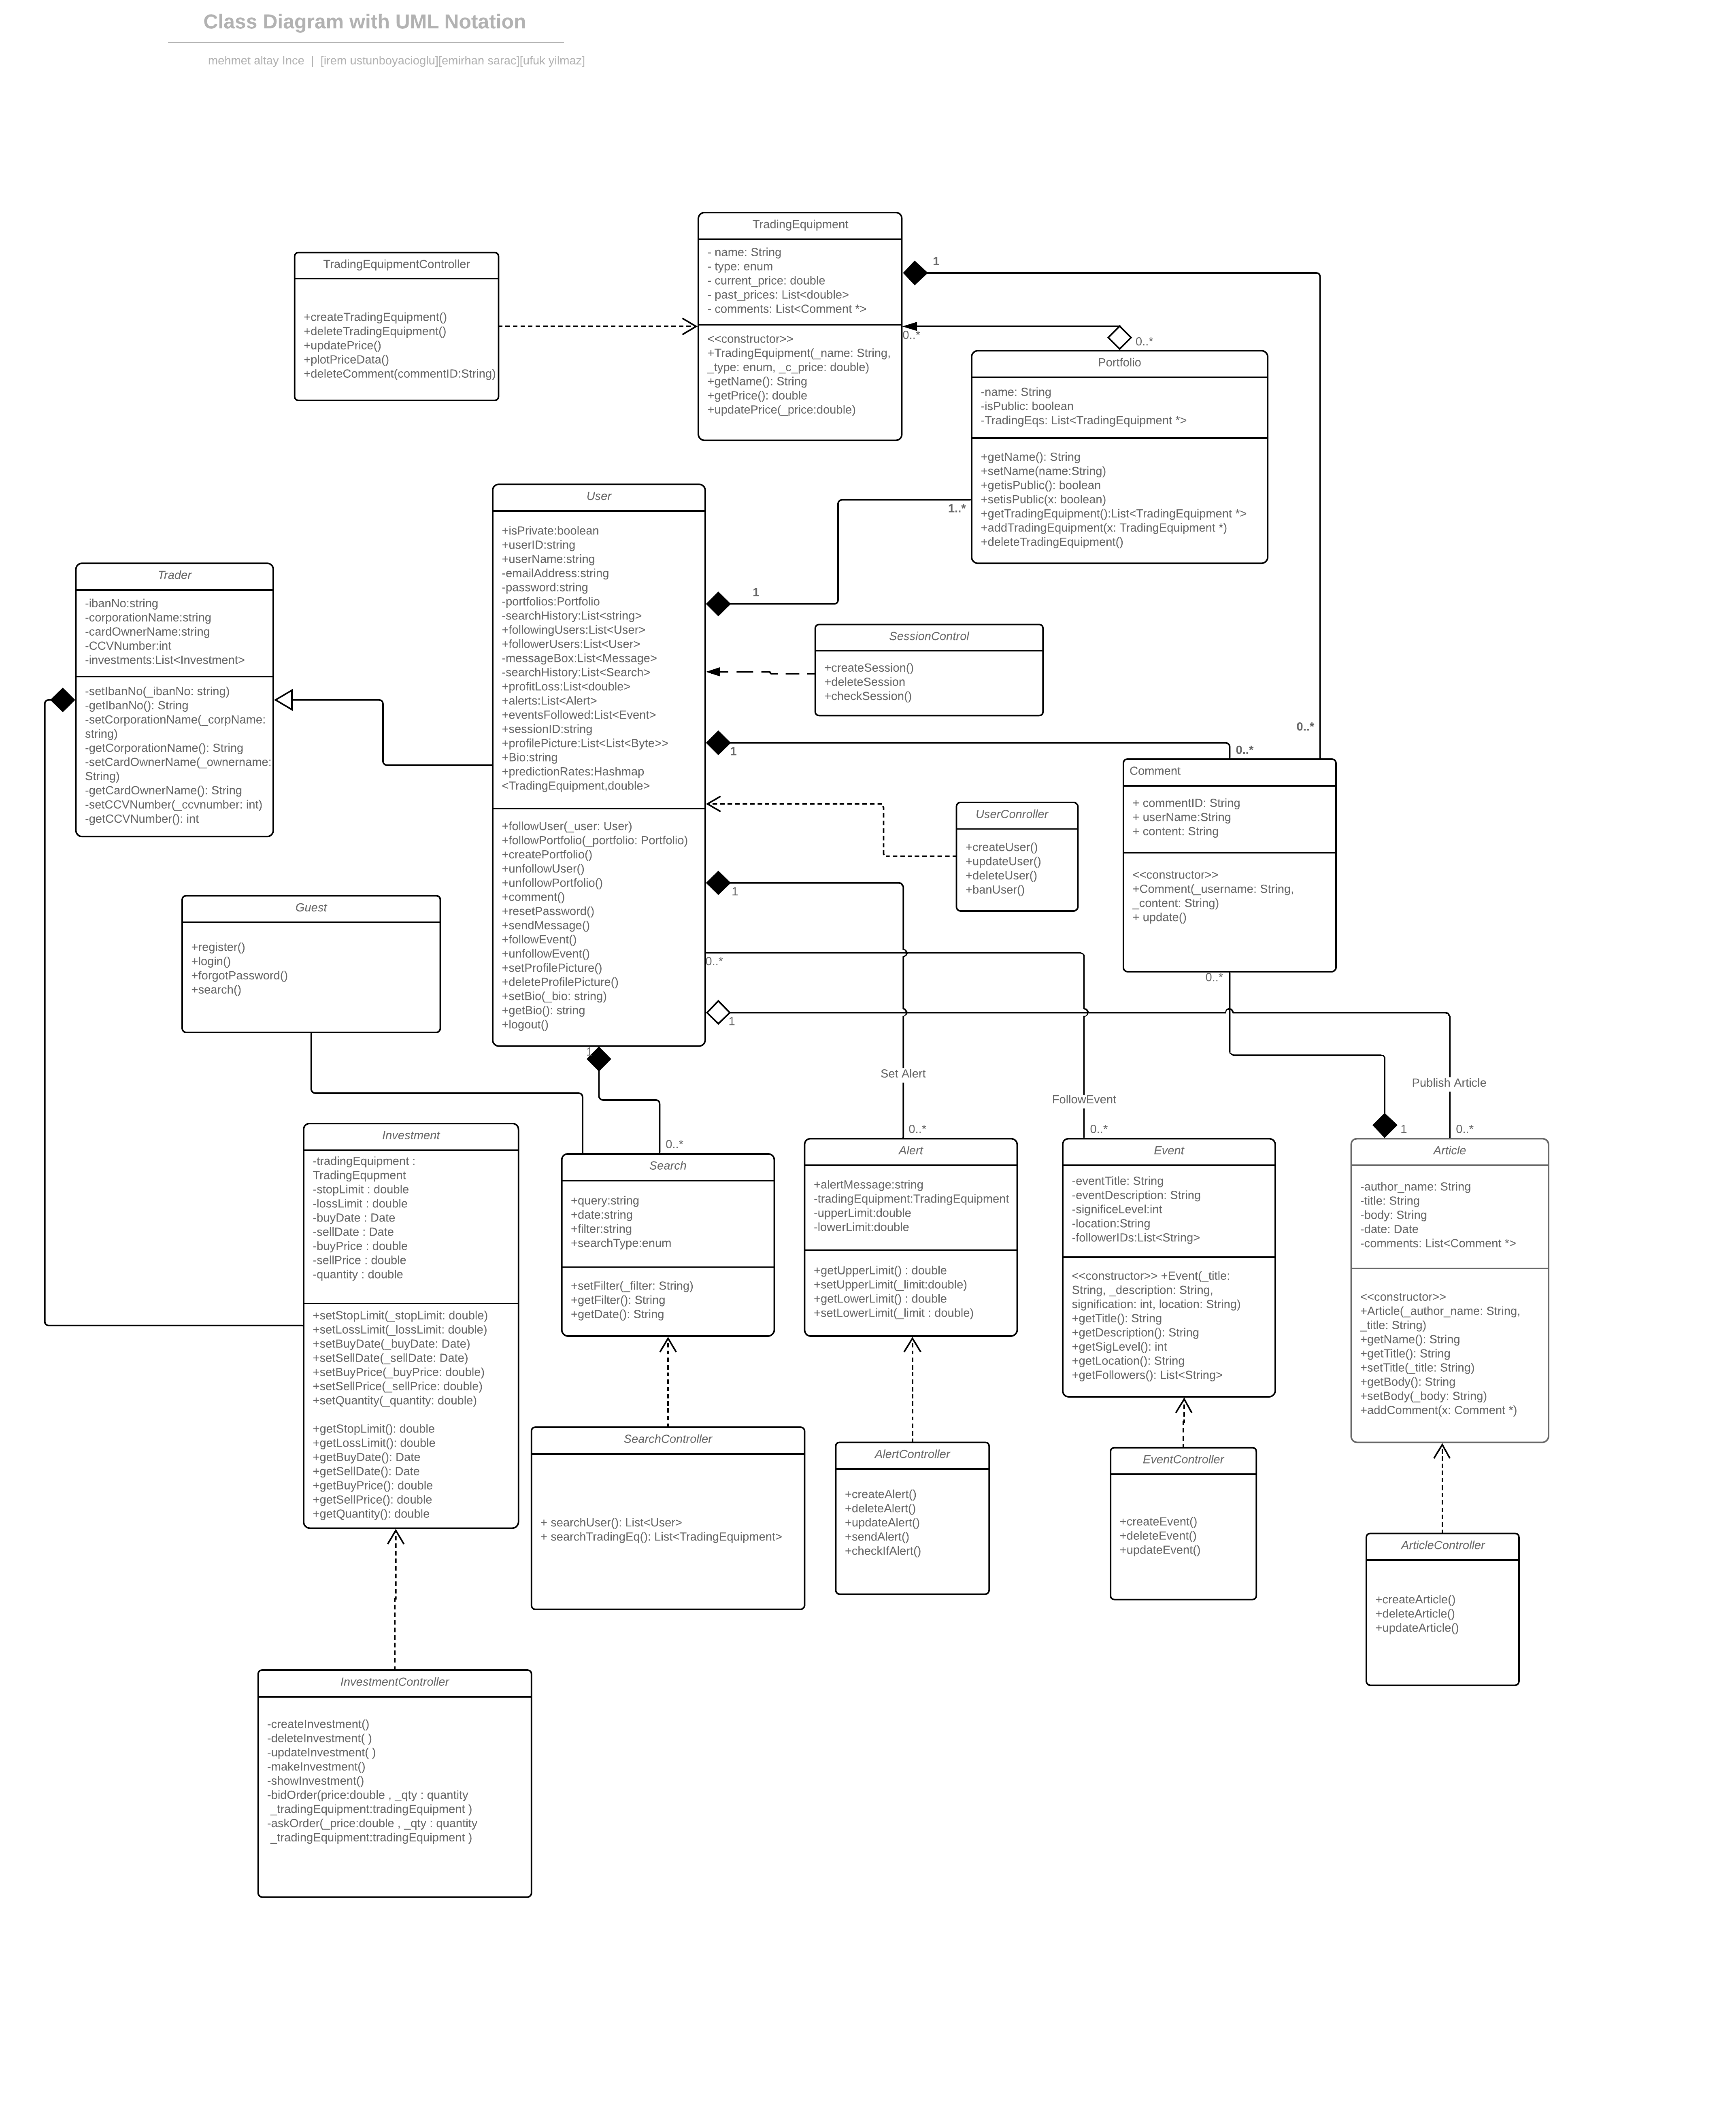 Class Diagram with UML Notation
mehmet altay Ince | [irem ustunboyacioglu][emirhan sarac][ufuk yilmaz]
TradingEquipment
- name: String
- type: enum
- current_price: double
- past_prices: List<double>
- comments: List<Comment *>
<<constructor>>
+TradingEquipment(_name: String,
_type: enum, _c_price: double)
+getName(): String
+getPrice(): double
+updatePrice(_price:double)
1
0..*
0..*
TradingEquipmentController
+createTradingEquipment()
+deleteTradingEquipment()
+updatePrice()
+plotPriceData()
+deleteComment(commentID:String)
Portfolio
-name: String
-isPublic: boolean
-TradingEqs: List<TradingEquipment *>
+getName(): String
+setName(name:String)
+getisPublic(): boolean
+setisPublic(x: boolean)
+getTradingEquipment():List<TradingEquipment *>
+addTradingEquipment(x: TradingEquipment *)
+deleteTradingEquipment()
1..*
User
+isPrivate:boolean
+userID:string
+userName:string
-emailAddress:string
-password:string
-portfolios:Portfolio
-searchHistory:List<string>
+followingUsers:List<User>
+followerUsers:List<User>
-messageBox:List<Message>
-searchHistory:List<Search>
+profitLoss:List<double>
+alerts:List<Alert>
+eventsFollowed:List<Event>
+sessionID:string
+profilePicture:List<List<Byte>>
+Bio:string
+predictionRates:Hashmap
<TradingEquipment,double>
+followUser(_user: User)
+followPortfolio(_portfolio: Portfolio)
+createPortfolio()
+unfollowUser()
+unfollowPortfolio()
+comment()
+resetPassword()
+sendMessage()
+followEvent()
+unfollowEvent()
+setProfilePicture()
+deleteProfilePicture()
+setBio(_bio: string)
+getBio(): string
+logout()
1
1
1
0..*
1
1
Trader
-ibanNo:string
-corporationName:string
-cardOwnerName:string
-CCVNumber:int
-investments:List<Investment>
-setIbanNo(_ibanNo: string)
-getIbanNo(): String
-setCorporationName(_corpName:
string)
-getCorporationName(): String
-setCardOwnerName(_ownername:
String)
-getCardOwnerName(): String
-setCCVNumber(_ccvnumber: int)
-getCCVNumber(): int
SessionControl
+createSession()
+deleteSession
+checkSession()
0..*
0..*
Comment
+ commentID: String
+ userName:String
+ content: String
<<constructor>>
+Comment(_username: String,
_content: String)
+ update()
0..*
UserConroller
+createUser()
+updateUser()
+deleteUser()
+banUser()
Guest
+register()
+login()
+forgotPassword()
+search()
Set Alert
FollowEvent
Publish Article
0..*
0..*
0..*
1
0..*
Investment
-tradingEquipment :
TradingEqupment
-stopLimit : double
-lossLimit : double
-buyDate : Date
-sellDate : Date
-buyPrice : double
-sellPrice : double
-quantity : double
+setStopLimit(_stopLimit: double)
+setLossLimit(_lossLimit: double)
+setBuyDate(_buyDate: Date)
+setSellDate(_sellDate: Date)
+setBuyPrice(_buyPrice: double)
+setSellPrice(_sellPrice: double)
+setQuantity(_quantity: double)
+getStopLimit(): double
+getLossLimit(): double
+getBuyDate(): Date
+getSellDate(): Date
+getBuyPrice(): double
+getSellPrice(): double
+getQuantity(): double
Search
+query:string
+date:string
+filter:string
+searchType:enum
+setFilter(_filter: String)
+getFilter(): String
+getDate(): String
Alert
+alertMessage:string
-tradingEquipment:TradingEquipment
-upperLimit:double
-lowerLimit:double
+getUpperLimit() : double
+setUpperLimit(_limit:double)
+getLowerLimit() : double
+setLowerLimit(_limit : double)
Event
-eventTitle: String
-eventDescription: String
-significeLevel:int
-location:String
-followerIDs:List<String>
<<constructor>> +Event(_title:
String, _description: String,
signification: int, location: String)
+getTitle(): String
+getDescription(): String
+getSigLevel(): int
+getLocation(): String
+getFollowers(): List<String>
Article
-author_name: String
-title: String
-body: String
-date: Date
-comments: List<Comment *>
<<constructor>>
+Article(_author_name: String,
_title: String)
+getName(): String
+getTitle(): String
+setTitle(_title: String)
+getBody(): String
+setBody(_body: String)
+addComment(x: Comment *)
SearchController
+ searchUser(): List<User>
+ searchTradingEq(): List<TradingEquipment>
AlertController
+createAlert()
+deleteAlert()
+updateAlert()
+sendAlert()
+checkIfAlert()
EventController
+createEvent()
+deleteEvent()
+updateEvent()
ArticleController
+createArticle()
+deleteArticle()
+updateArticle()
InvestmentController
-createInvestment()
-deleteInvestment( )
-updateInvestment( )
-makeInvestment()
-showInvestment()
-bidOrder(price:double , _qty : quantity
_tradingEquipment:tradingEquipment )
-askOrder(_price:double , _qty : quantity
_tradingEquipment:tradingEquipment )